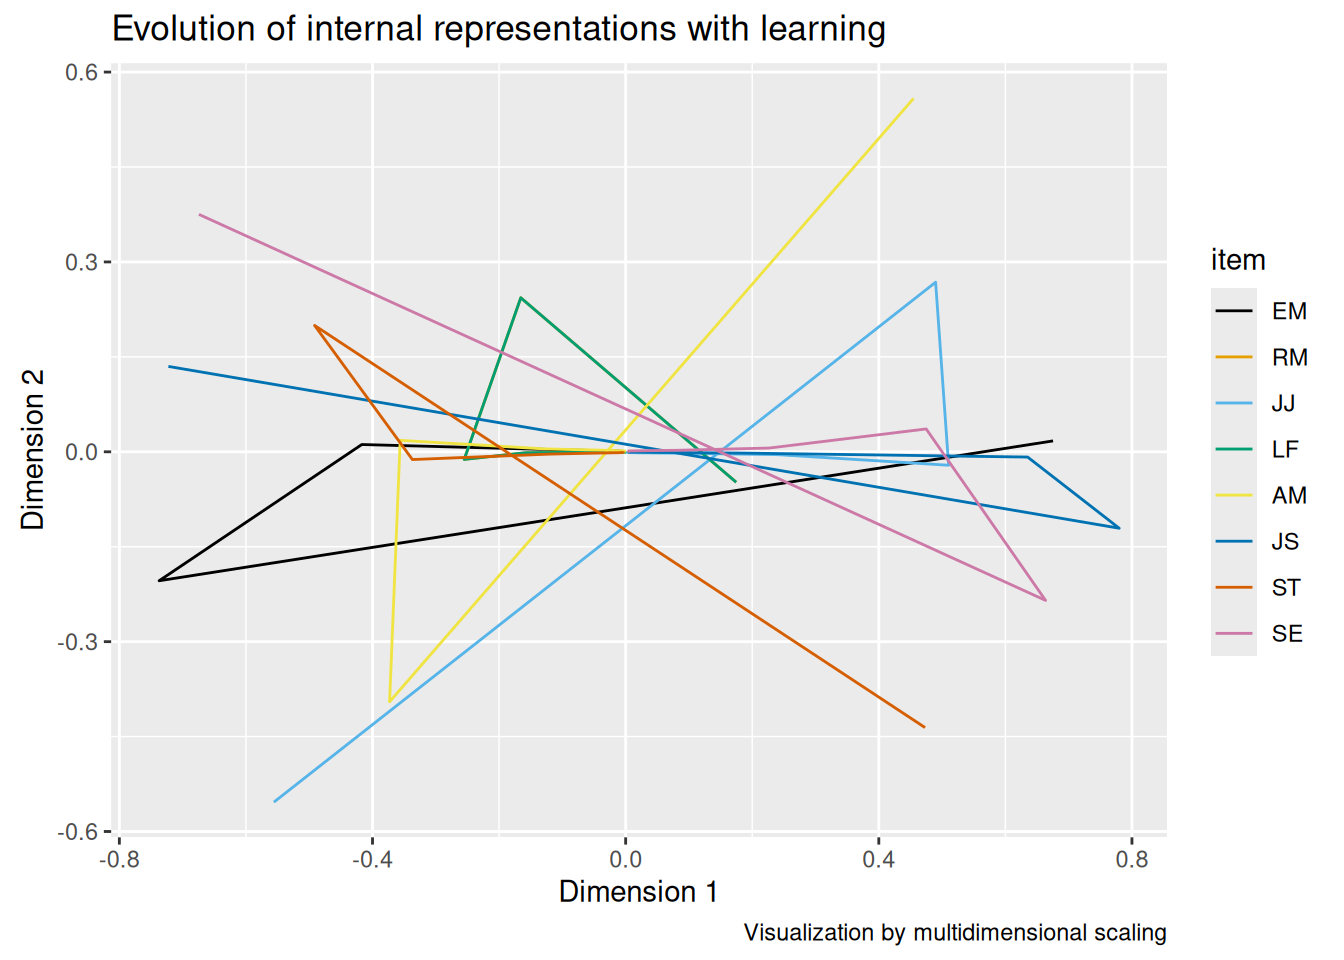 Evolution of internal representations with learning
0.6
0.3
0.0
-0.3
-0.6
Dimension 2
-0.8
-0.4
0.0
0.4
0.8
Dimension 1
item
EM
RM
JJ
LF
AM
JS
ST
SE
Visualization by multidimensional scaling